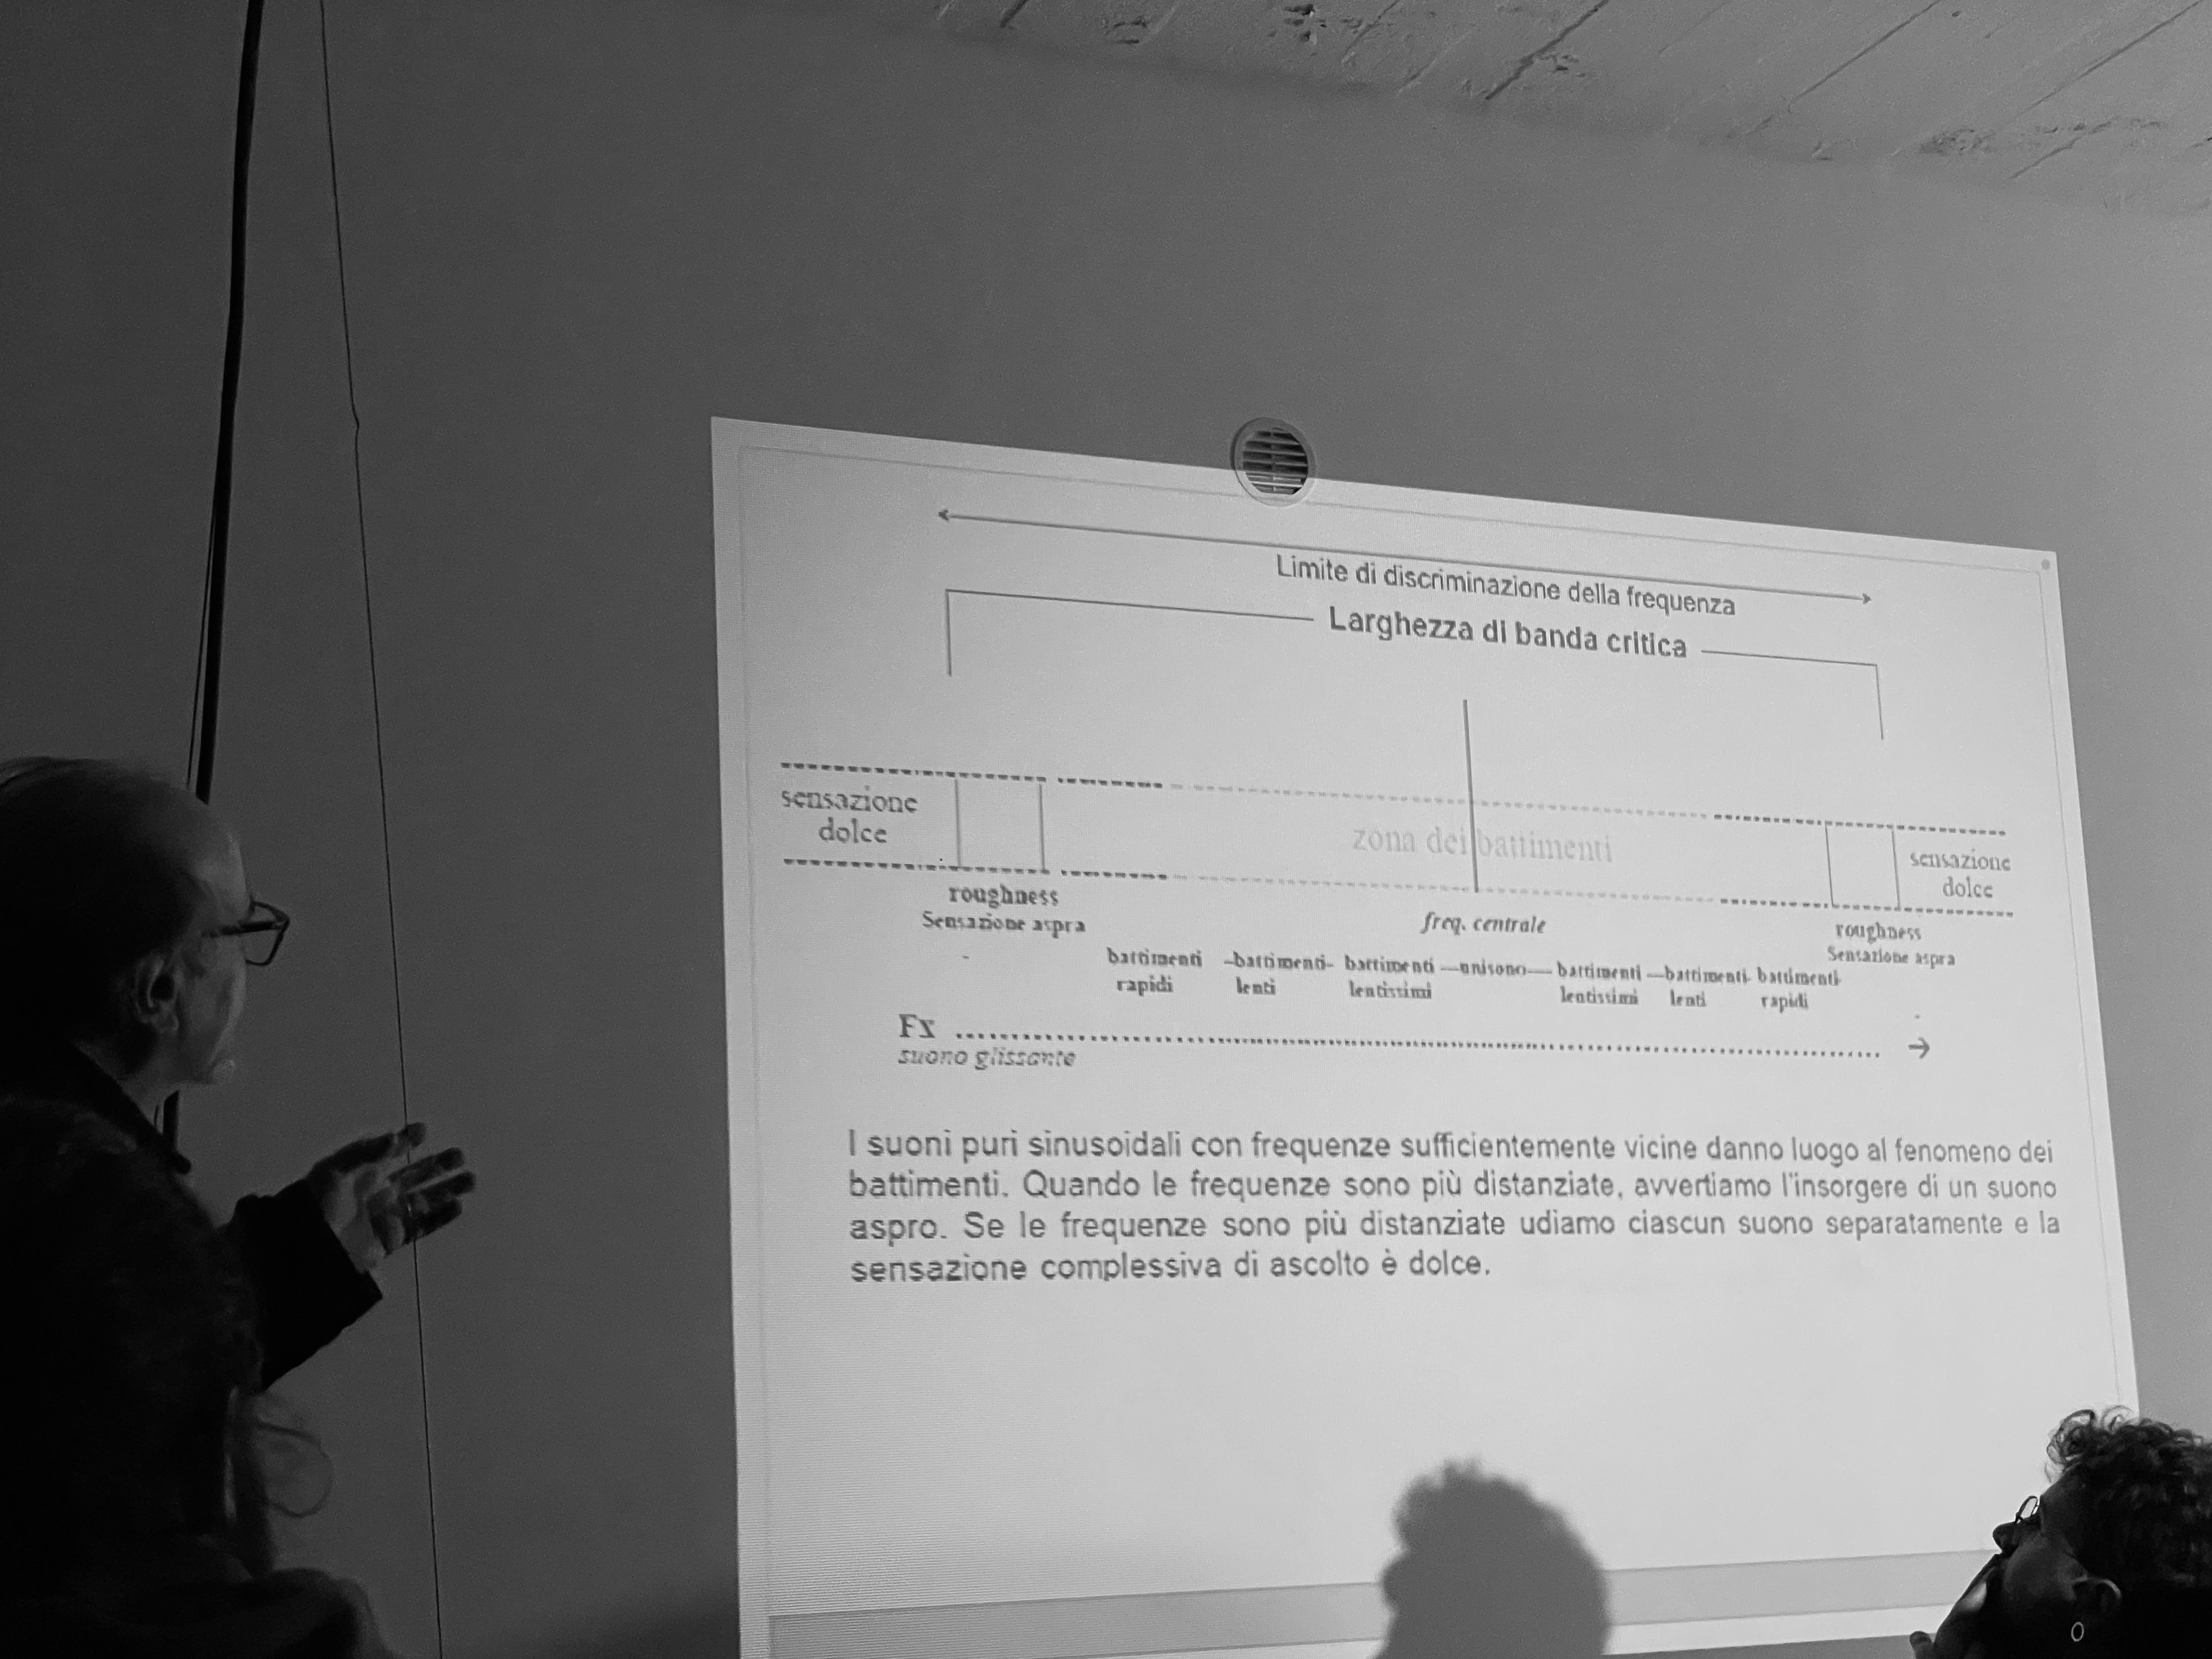 Limite di discriminazione della frequenza
Larghezza di banda critica
sensazione
dolce
zona dei battimenti
sensazione
dolce
roughness
Sensazione aspra
freq. centrale
roughness
Sensazione aspra
battimenti rapidi
battimenti lenti
battimenti lentissimi
unisono
battimenti lentissimi
battimenti lenti
battimenti rapidi
Fx
suono glissante
I suoni puri sinusoidali con frequenze sufficientemente vicine danno luogo al fenomeno dei
battimenti. Quando le frequenze sono più distanziate, avvertiamo l'insorgere di un suono
aspro. Se le frequenze sono più distanziate udiamo ciascun suono separatamente e la
sensazione complessiva di ascolto è dolce.